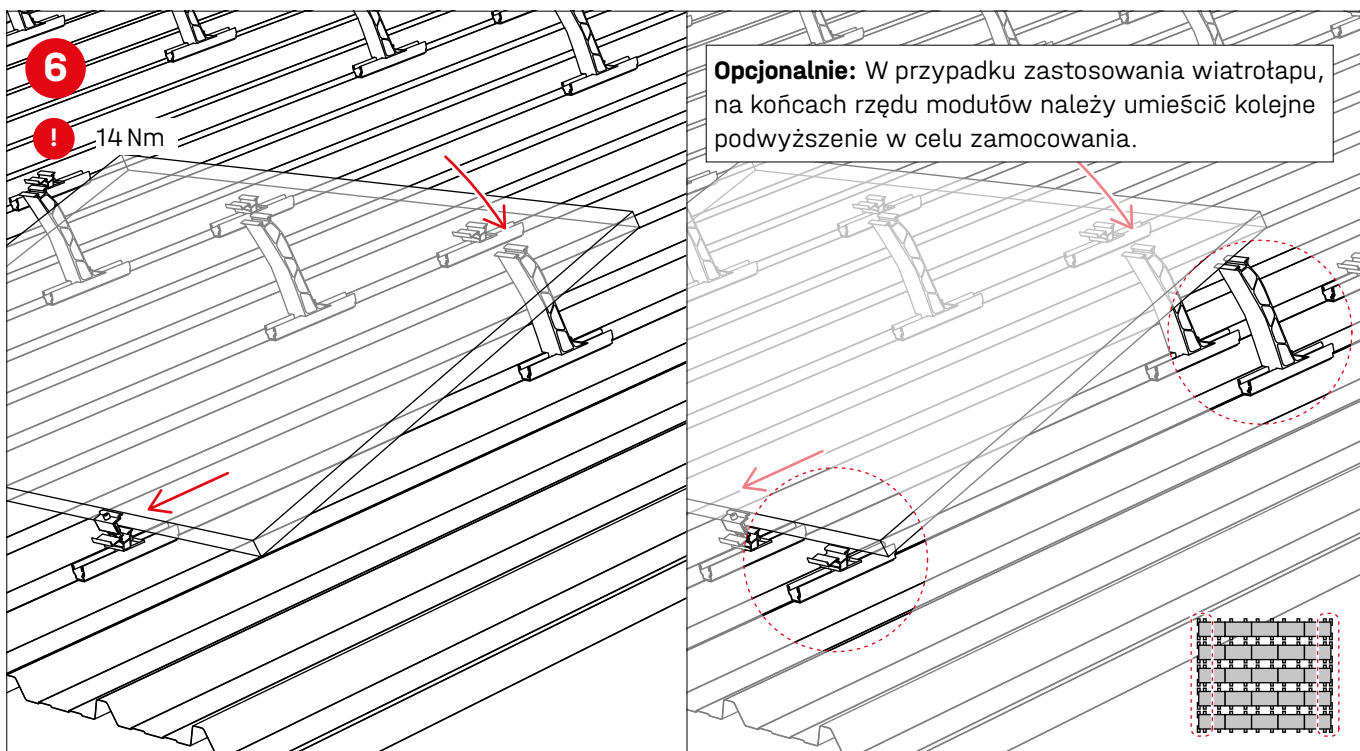 6
! 14 Nm
Opcjonalnie: W przypadku zastosowania wiatrołapu,
na końcach rzędu modułów należy umieścić kolejne
podwyższenie w celu zamocowania.